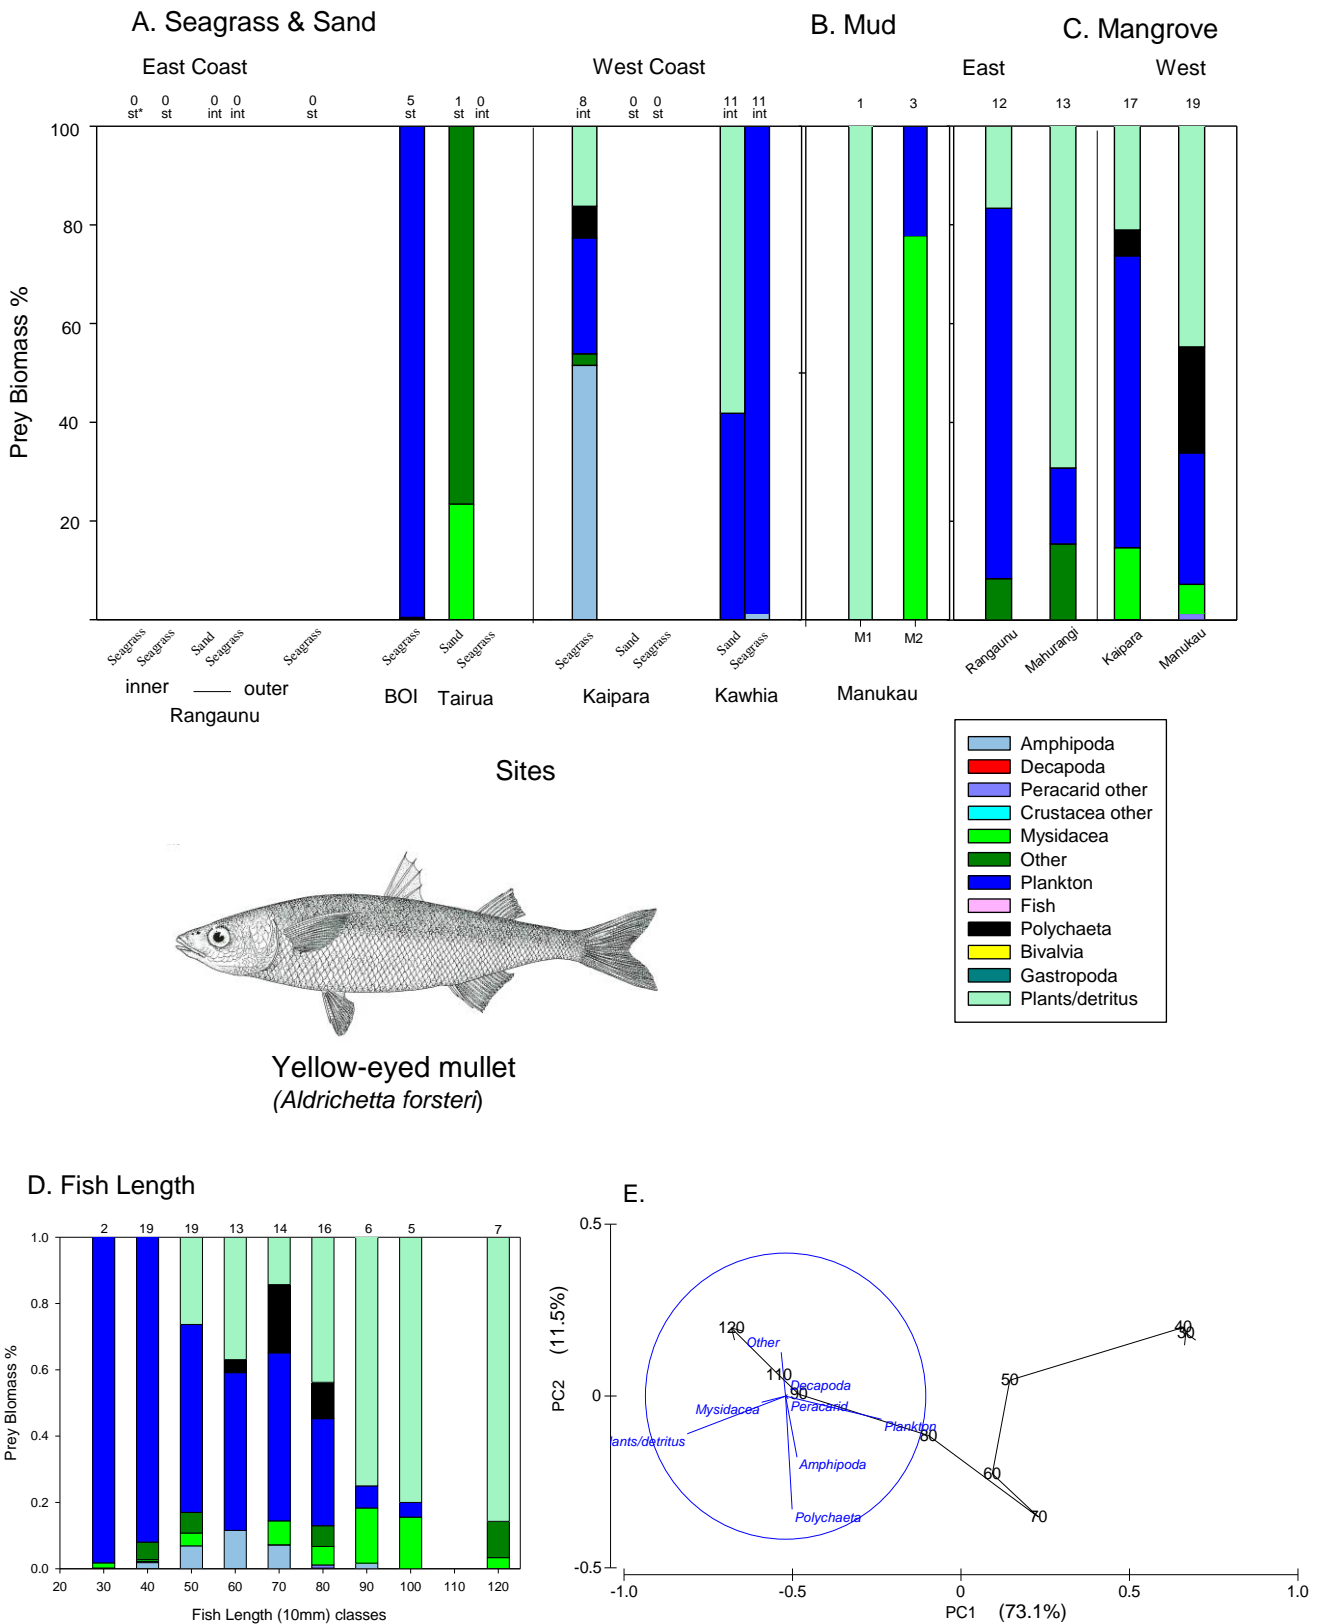 A. Seagrass & Sand
B. Mud
C. Mangrove
East Coast
West Coast
East
West
0 0 0 0 0 5 1 0 8 0 0 11 11 1 3 12 13 17 19
st* st int int st st st int int st st int int
Prey Biomass %
100
80
60
40
20
Seagrass Seagrass Sand Seagrass Seagrass Seagrass Sand Seagrass Seagrass Sand Seagrass Sand Seagrass M1 M2 Rangaunu Mahurangi Kaipara Manukau
inner outer
Rangaunu
BOI
Tairua
Kaipara
Kawhia
Manukau
Sites
Amphipoda
Decapoda
Peracarid other
Crustacea other
Mysidacea
Other
Plankton
Fish
Polychaeta
Bivalvia
Gastropoda
Plants/detritus
Yellow-eyed mullet
(Aldrichetta forsteri)
D. Fish Length
2 19 19 13 14 16 6 5 7
Prey Biomass %
1.0
0.8
0.6
0.4
0.2
0.0
20 30 40 50 60 70 80 90 100 110 120
Fish Length (10mm) classes
E.
PC2 (11.5%)
0.5
0
-0.5
120
Other
110
Decapoda
90
Mysidacea
Peracarid
Plankton
lants/detritus
80
Amphipoda
Polychaeta
40
50
60
70
-1.0 -0.5 0 0.5 1.0
PC1 (73.1%)